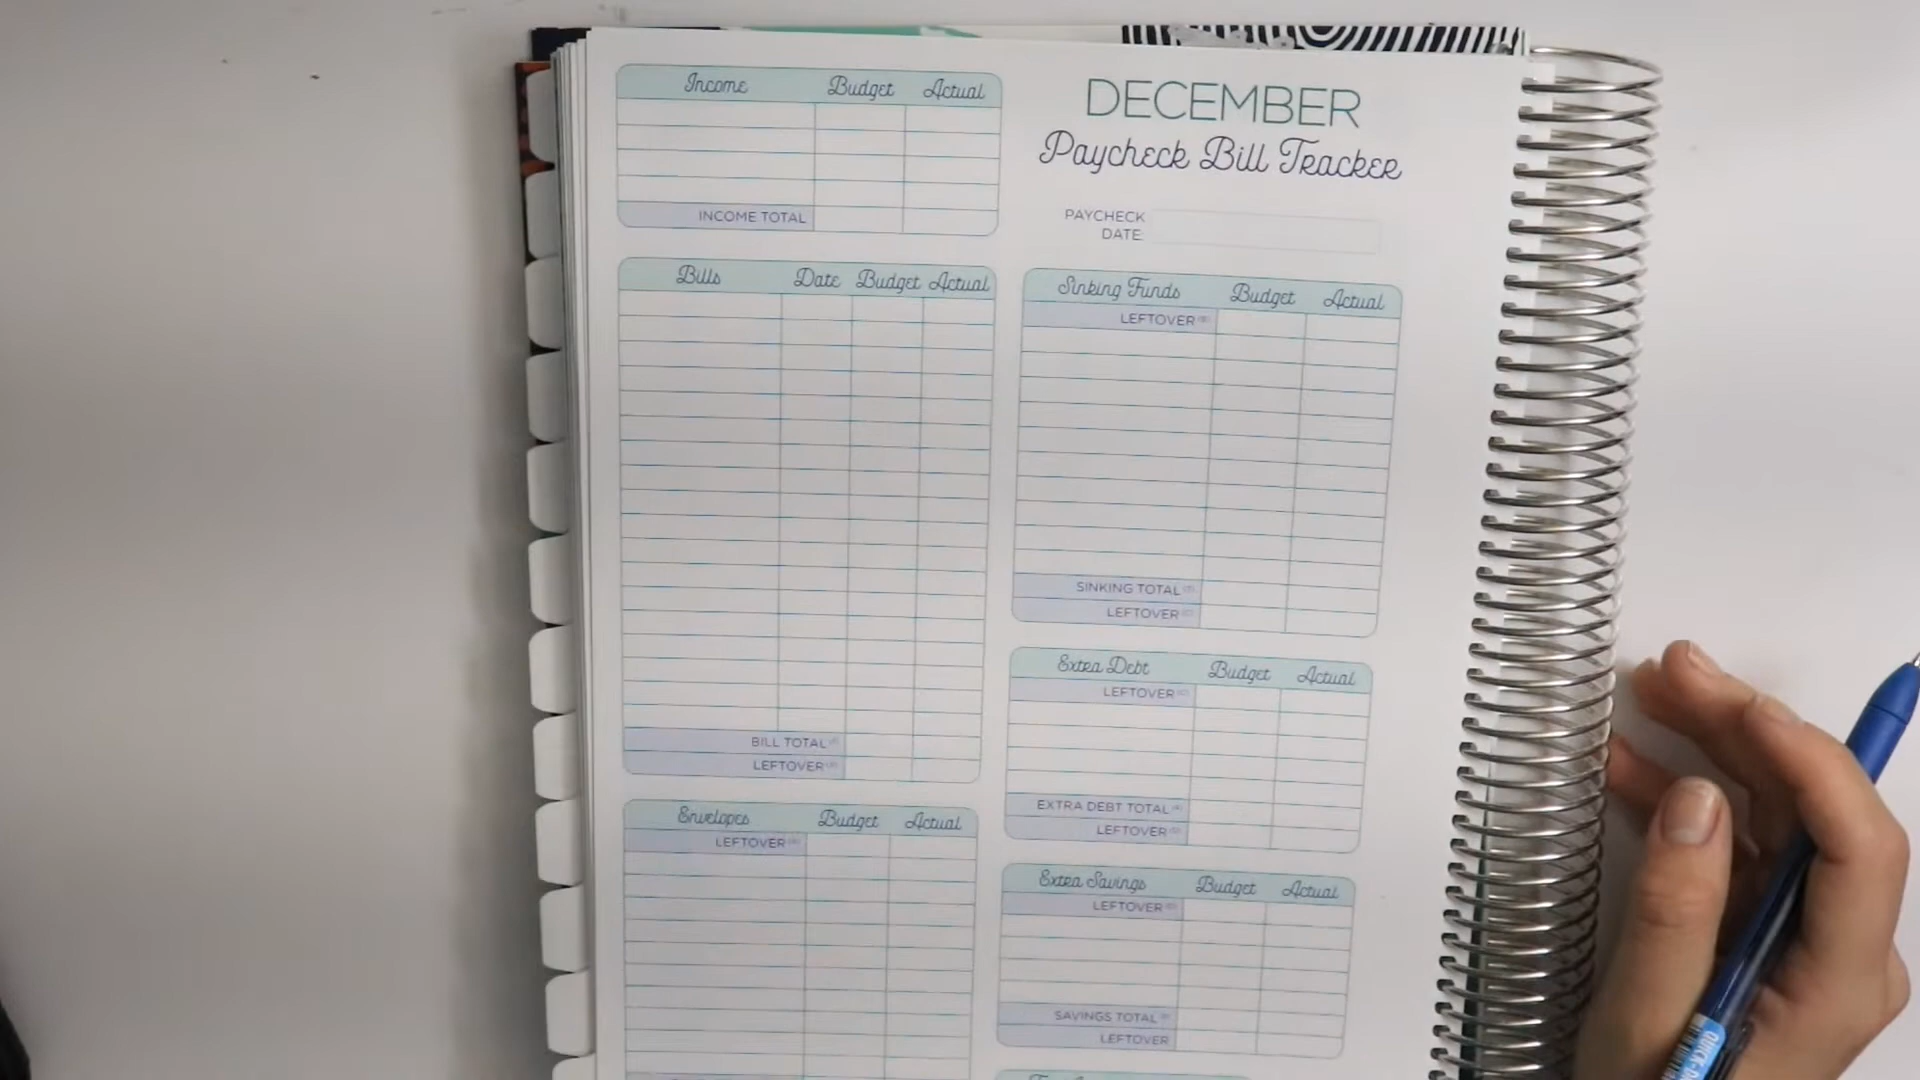 Income Budget Actual
INCOME TOTAL
DECEMBER
Paycheck Bill Tracker
PAYCHECK
DATE
Bills Date Budget Actual
BILL TOTAL
LEFTOVER
Envelopes Budget Actual
LEFTOVER
Sinking Funds Budget Actual
LEFTOVER
SINKING TOTAL
LEFTOVER
Extra Debt Budget Actual
LEFTOVER
EXTRA DEBT TOTAL
LEFTOVER
Extra Savings Budget Actual
LEFTOVER
SAVINGS TOTAL
LEFTOVER